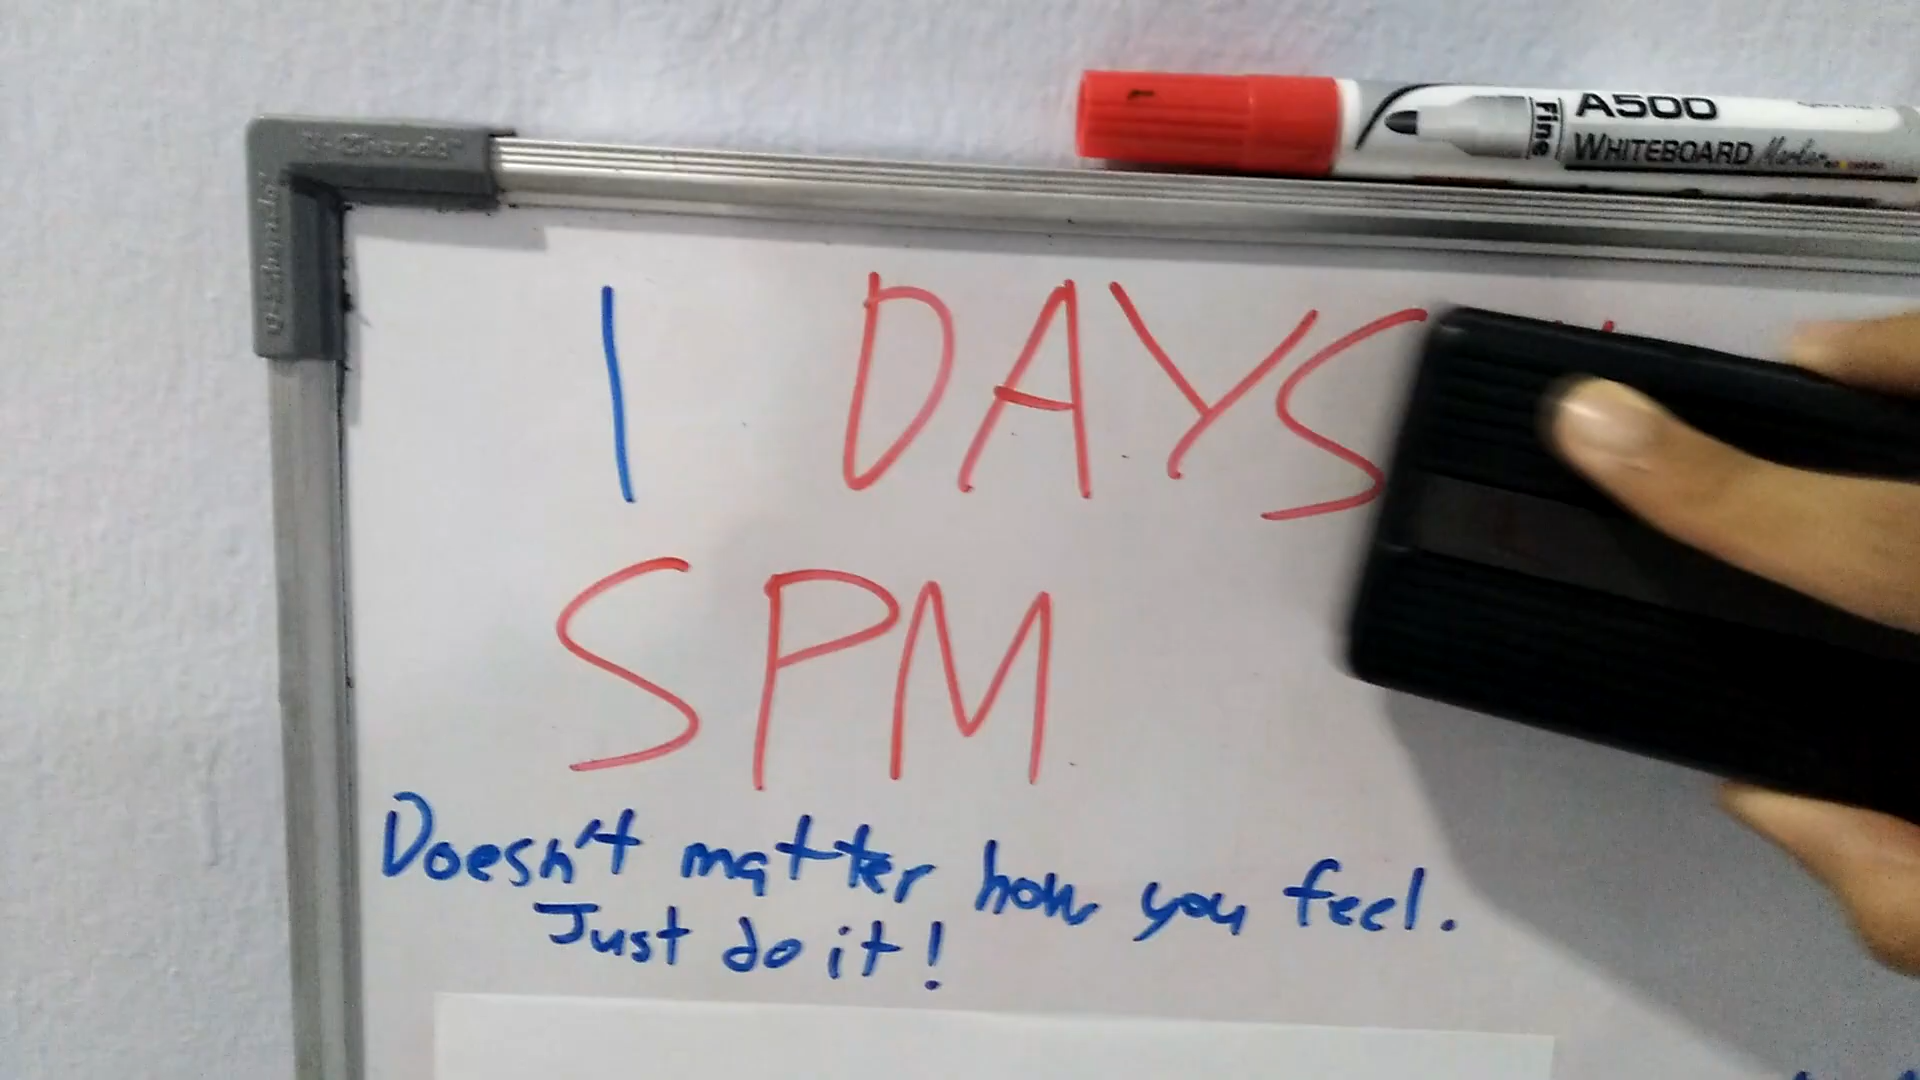 A500
Fine
WHITEBOARD Marker
1 DAYS
SPM
Doesn't matter how you feel.
Just do it!